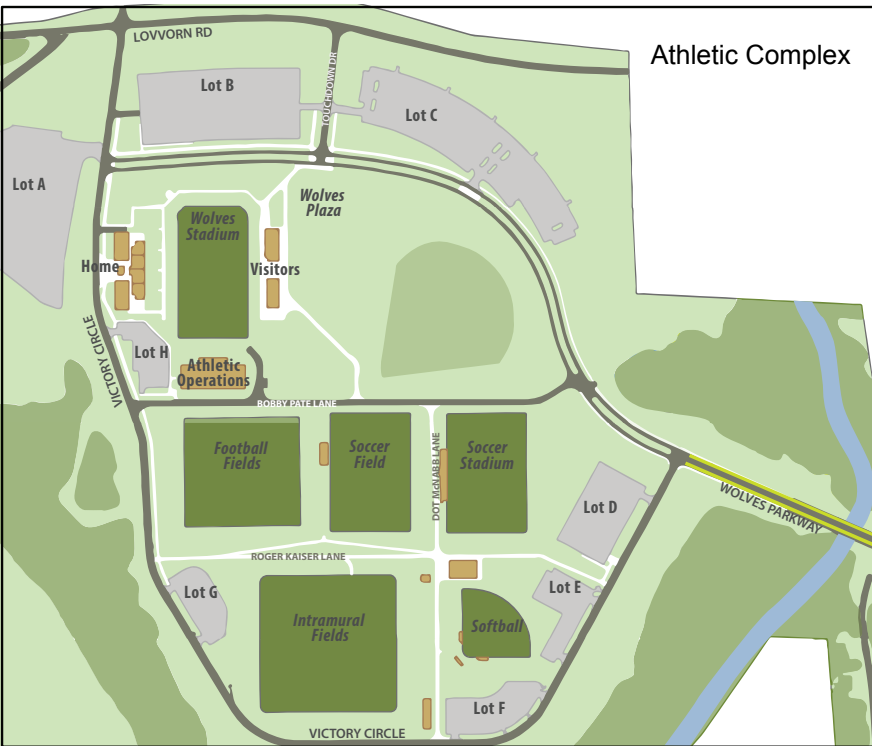 LOVVORN RD
Athletic Complex
Lot B
TOUCHDOWN DR
Lot C
Lot A
Wolves
Plaza
Wolves
Stadium
Home
Visitors
VICTORY CIRCLE
Lot H
Athletic
Operations
BOBBY PATE LANE
Football
Fields
Soccer
Field
DOT McNABB LANE
Soccer
Stadium
WOLVES PARKWAY
Lot D
ROGER KAISER LANE
Lot G
Lot E
Intramural
Fields
Softball
Lot F
VICTORY CIRCLE